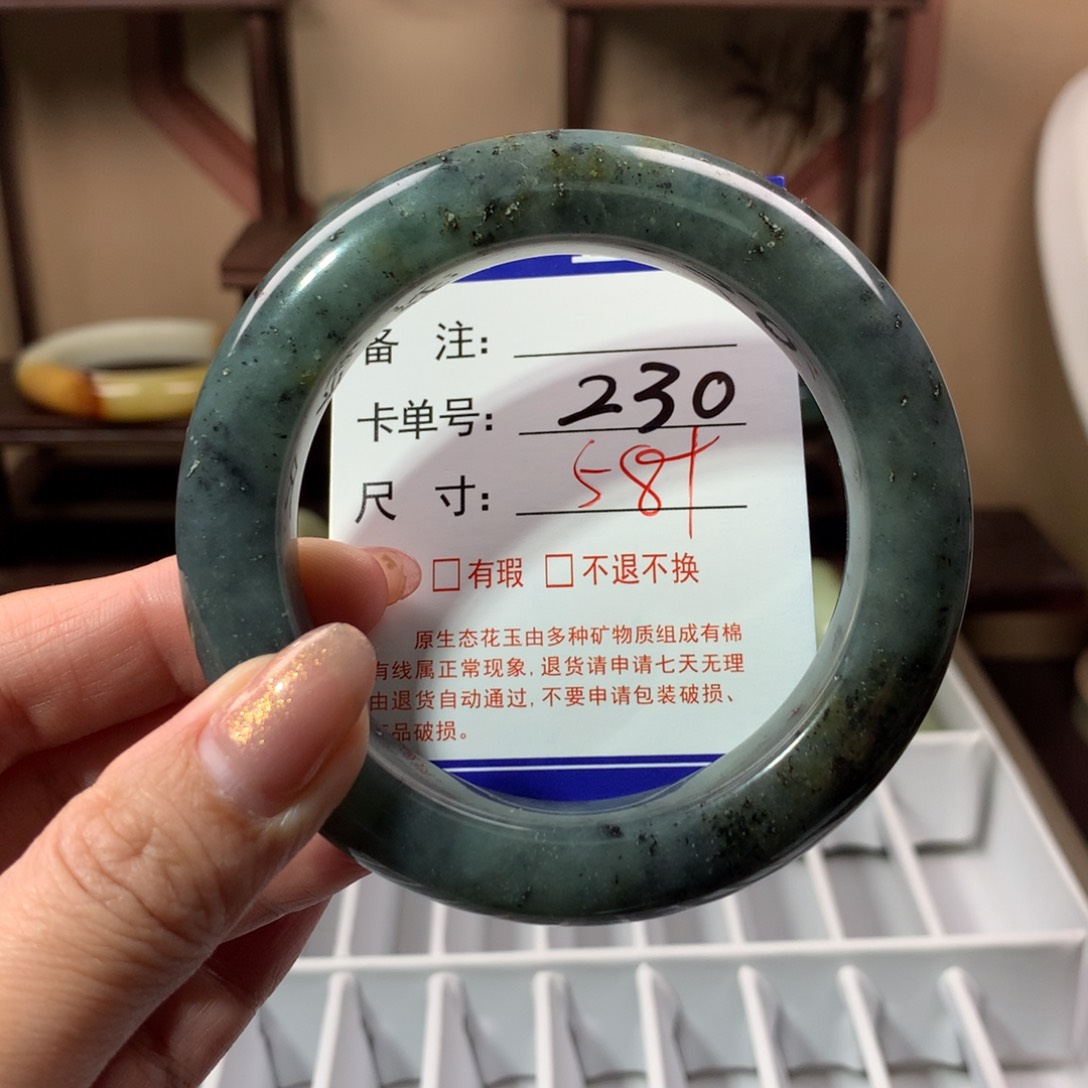 备 注:
卡单号: 230
尺 寸: 58+
□有瑕 □不退不换
原生态花玉由多种矿物质组成有棉
有线属正常现象,退货请申请七天无理
由退货自动通过,不要申请包装破损、
品破损。